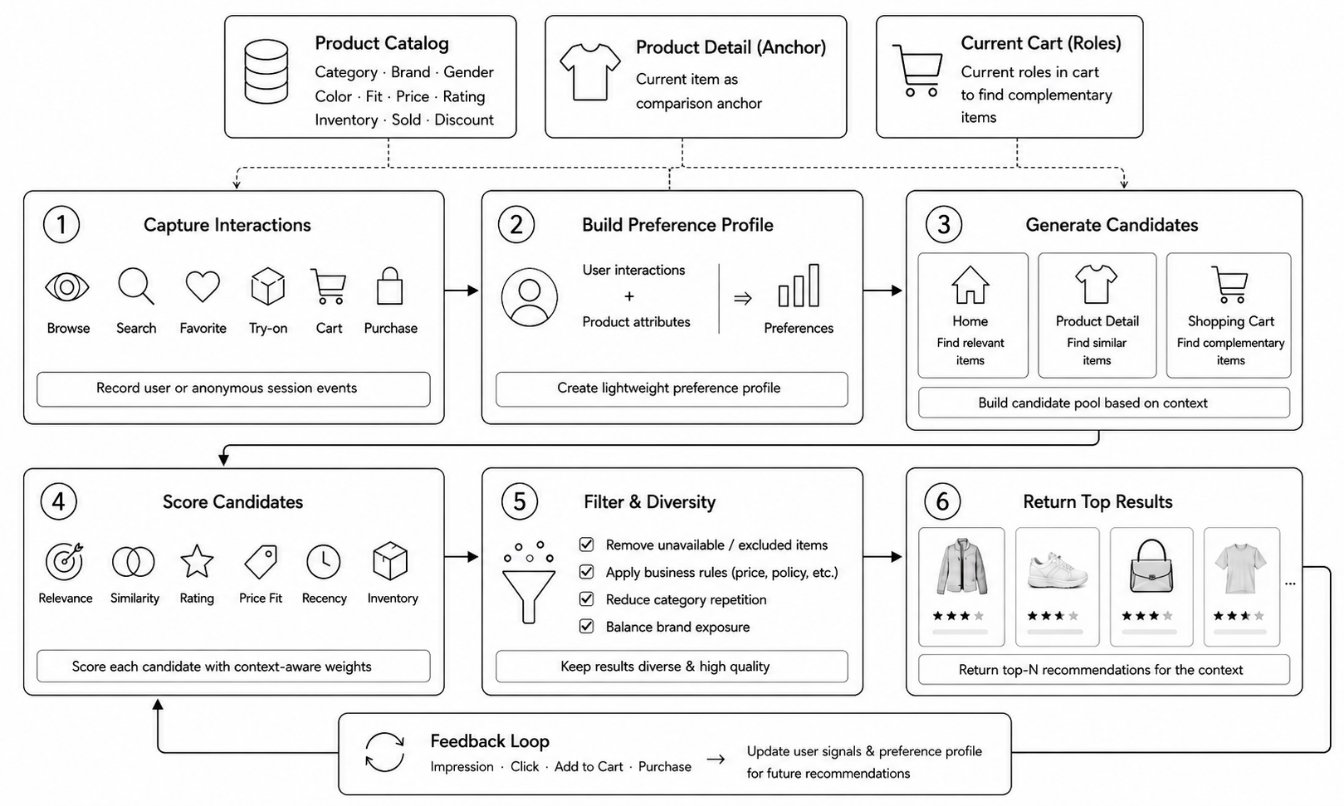 Product Catalog
Category · Brand · Gender
Color · Fit · Price · Rating
Inventory · Sold · Discount
Product Detail (Anchor)
Current item as
comparison anchor
Current Cart (Roles)
Current roles in cart
to find complementary
items
1
Capture Interactions
Browse
Search
Favorite
Try-on
Cart
Purchase
Record user or anonymous session events
2
Build Preference Profile
User interactions
+
Product attributes
⇒
Preferences
Create lightweight preference profile
3
Generate Candidates
Home
Find relevant
items
Product Detail
Find similar
items
Shopping Cart
Find complementary
items
Build candidate pool based on context
4
Score Candidates
Relevance
Similarity
Rating
Price Fit
Recency
Inventory
Score each candidate with context-aware weights
5
Filter & Diversity
Remove unavailable / excluded items
Apply business rules (price, policy, etc.)
Reduce category repetition
Balance brand exposure
Keep results diverse & high quality
6
Return Top Results
...
Return top-N recommendations for the context
Feedback Loop
Impression · Click · Add to Cart · Purchase
Update user signals & preference profile
for future recommendations